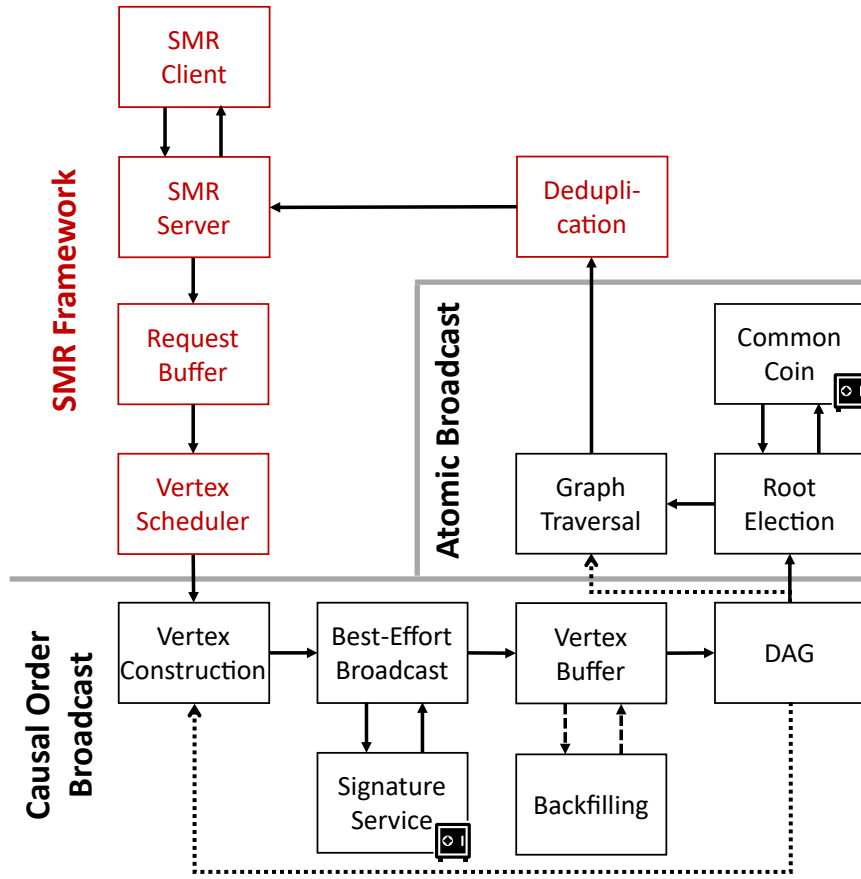 SMR
Client
SMR Framework
SMR
Server
Dedupli-
cation
Request
Buffer
Atomic Broadcast
Common
Coin
Vertex
Scheduler
Graph
Traversal
Root
Election
Causal Order
Broadcast
Vertex
Construction
Best-Effort
Broadcast
Vertex
Buffer
DAG
Signature
Service
Backfilling